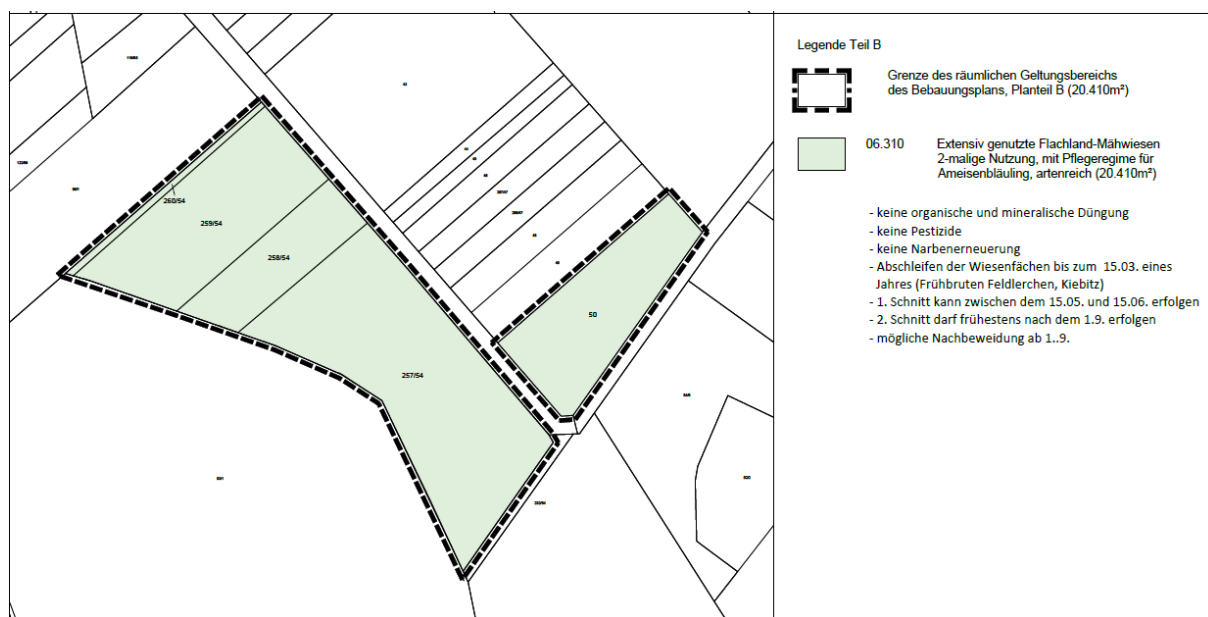 Legende Teil B
Grenze des räumlichen Geltungsbereichs
des Bebauungsplans, Planteil B (20.410m²)
06.310 Extensiv genutzte Flachland-Mähwiesen
2-malige Nutzung, mit Pflegeregime für
Ameisenbläuling, artenreich (20.410m²)
- keine organische und mineralische Düngung
- keine Pestizide
- keine Narbenerneuerung
- Abschleifen der Wiesenfächen bis zum 15.03. eines
Jahres (Frühbruten Feldlerchen, Kiebitz)
- 1. Schnitt kann zwischen dem 15.05. und 15.06. erfolgen
- 2. Schnitt darf frühestens nach dem 1.9. erfolgen
- mögliche Nachbeweidung ab 1..9.
260/54
259/54
258/54
257/54
50